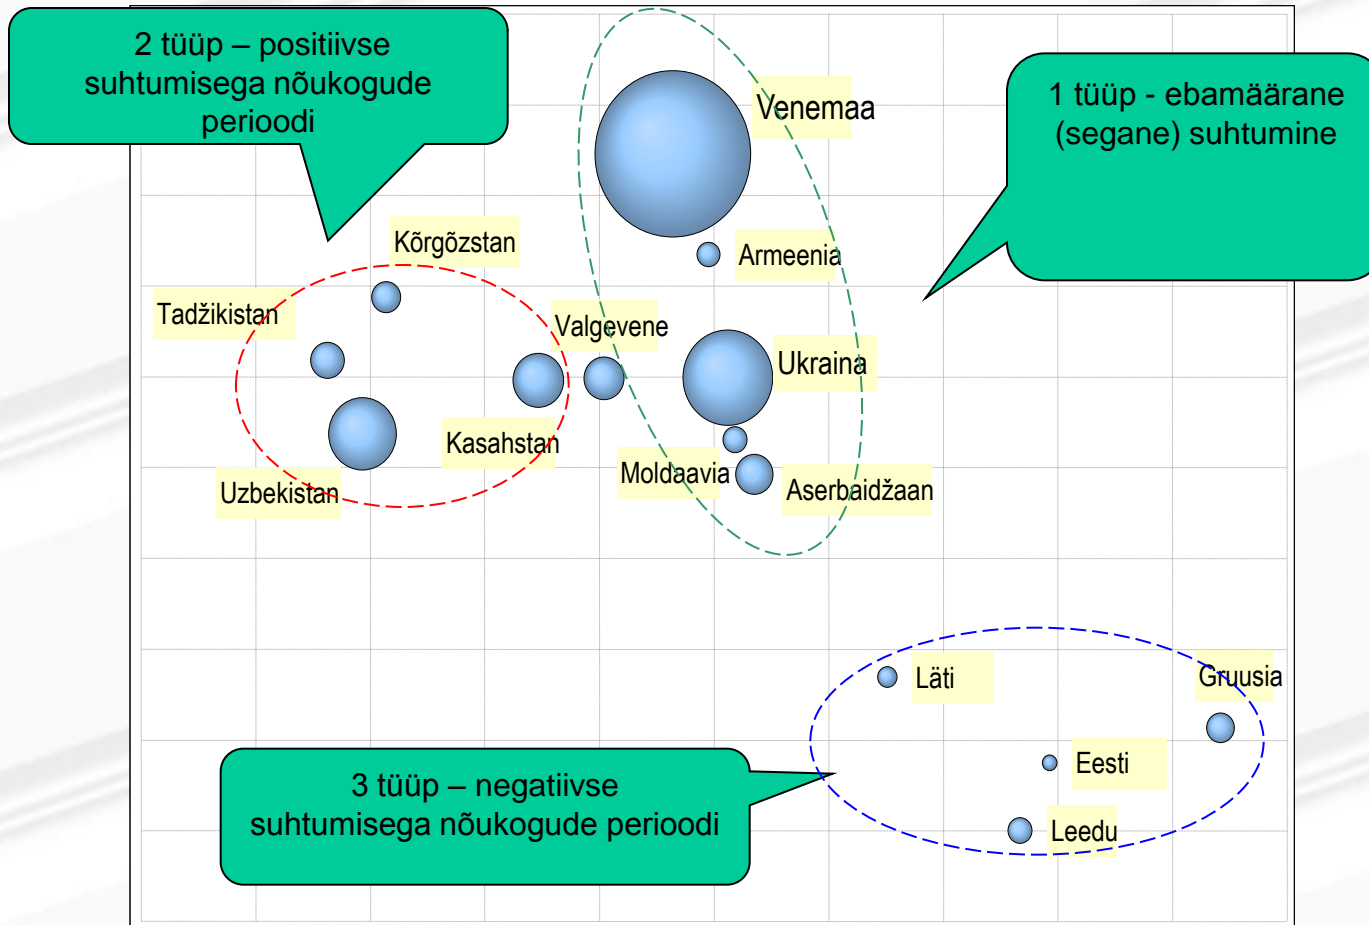 2 tüüp – positiivse
suhtumisega nõukogude
perioodi
1 tüüp - ebamäärane
(segane) suhtumine
Venemaa
Armeenia
Kõrgõzstan
Tadžikistan
Valgevene
Ukraina
Kasahstan
Moldaavia
Aserbaidžaan
Uzbekistan
Läti
Gruusia
Eesti
Leedu
3 tüüp – negatiivse
suhtumisega nõukogude perioodi